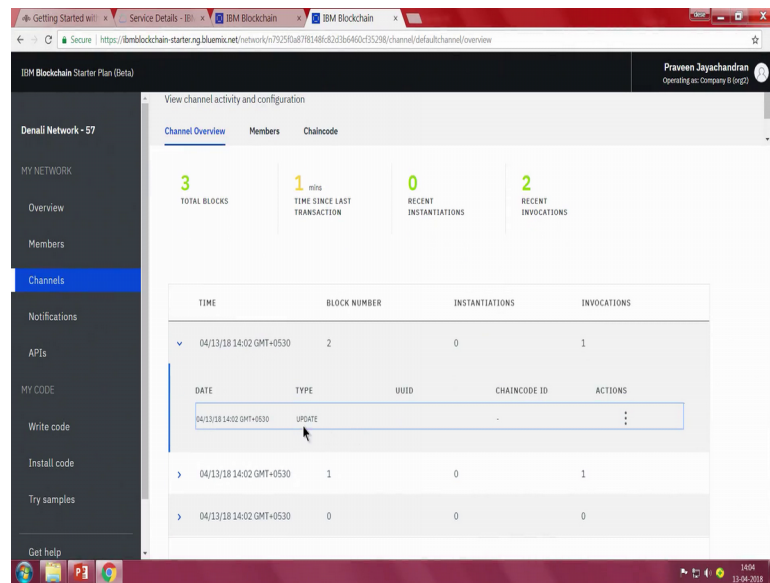 Getting Started with
Service Details - IB
IBM Blockchain
IBM Blockchain
Secure
https://ibmblockchain-starter.ng.bluemix.net/network/n7925f0a87f8148fc82d3b6460cf35298/channel/defaultchannel/overview
IBM Blockchain Starter Plan (Beta)
Praveen Jayachandran
Operating as: Company B (org2)
Denali Network - 57
MY NETWORK
Overview
Members
Channels
Notifications
APIs
MY CODE
Write code
Install code
Try samples
Get help
View channel activity and configuration
Channel Overview Members Chaincode
3 1 mins 0 2
TOTAL BLOCKS TIME SINCE LAST RECENT RECENT
TRANSACTION INSTANTIATIONS INVOCATIONS
TIME BLOCK NUMBER INSTANTIATIONS INVOCATIONS
04/13/18 14:02 GMT+0530 2 0 1
DATE TYPE UUID CHAINCODE ID ACTIONS
04/13/18 14:02 GMT+0530 UPDATE -
04/13/18 14:02 GMT+0530 1 0 1
04/13/18 14:02 GMT+0530 0 0 0
14:04
13-04-2018